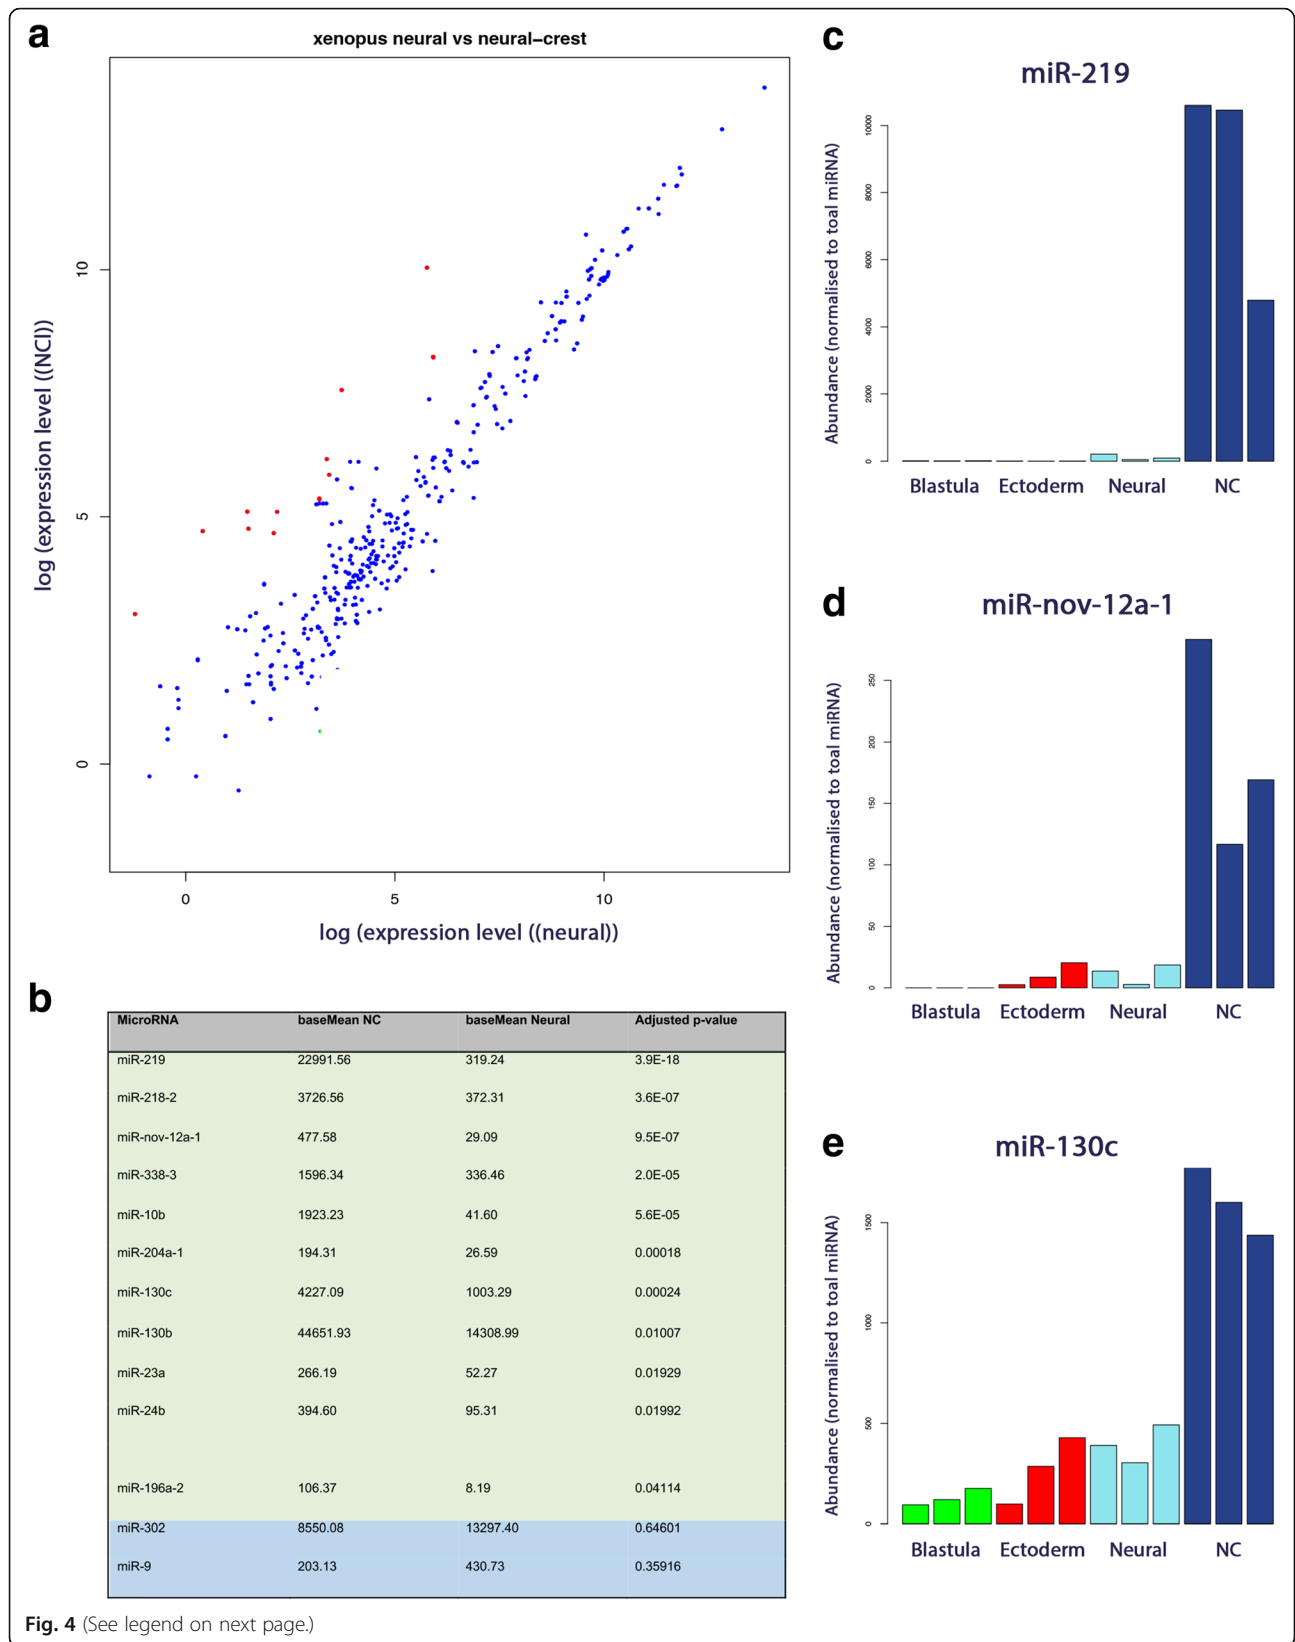 a
xenopus neural vs neural-crest
log (expression level ((NCI))
0
5
10
0
5
10
log (expression level ((neural))
b
MicroRNA baseMean NC baseMean Neural Adjusted p-value
miR-219 22991.56 319.24 3.9E-18
miR-218-2 3726.56 372.31 3.6E-07
miR-nov-12a-1 477.58 29.09 9.5E-07
miR-338-3 1596.34 336.46 2.0E-05
miR-10b 1923.23 41.60 5.6E-05
miR-204a-1 194.31 26.59 0.00018
miR-130c 4227.09 1003.29 0.00024
miR-130b 44651.93 14308.99 0.01007
miR-23a 266.19 52.27 0.01929
miR-24b 394.60 95.31 0.01992
miR-196a-2 106.37 8.19 0.04114
miR-302 8550.08 13297.40 0.64601
miR-9 203.13 430.73 0.35916
c
miR-219
Abundance (normalised to toal miRNA)
0
2000
4000
6000
8000
10000
Blastula Ectoderm Neural NC
d
miR-nov-12a-1
Abundance (normalised to toal miRNA)
0
50
100
150
200
250
Blastula Ectoderm Neural NC
e
miR-130c
Abundance (normalised to toal miRNA)
0
500
1000
1500
Blastula Ectoderm Neural NC
Fig. 4 (See legend on next page.)